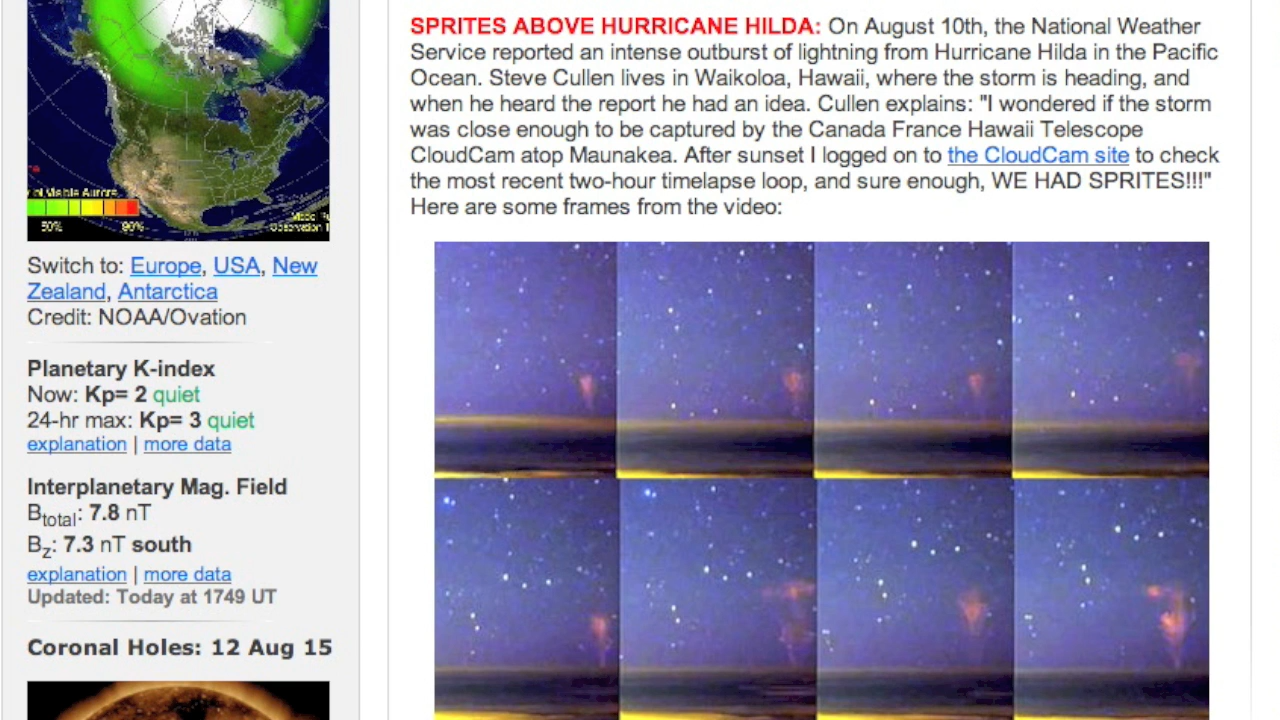 y of Visible Aurora
50%
90%
Switch to: Europe, USA, New
Zealand, Antarctica
Credit: NOAA/Ovation
Planetary K-index
Now: Kp= 2 quiet
24-hr max: Kp= 3 quiet
explanation | more data
Interplanetary Mag. Field
Btotal: 7.8 nT
Bz: 7.3 nT south
explanation | more data
Updated: Today at 1749 UT
Coronal Holes: 12 Aug 15
SPRITES ABOVE HURRICANE HILDA: On August 10th, the National Weather
Service reported an intense outburst of lightning from Hurricane Hilda in the Pacific
Ocean. Steve Cullen lives in Waikoloa, Hawaii, where the storm is heading, and
when he heard the report he had an idea. Cullen explains: "I wondered if the storm
was close enough to be captured by the Canada France Hawaii Telescope
CloudCam atop Maunakea. After sunset I logged on to the CloudCam site to check
the most recent two-hour timelapse loop, and sure enough, WE HAD SPRITES!!!"
Here are some frames from the video: